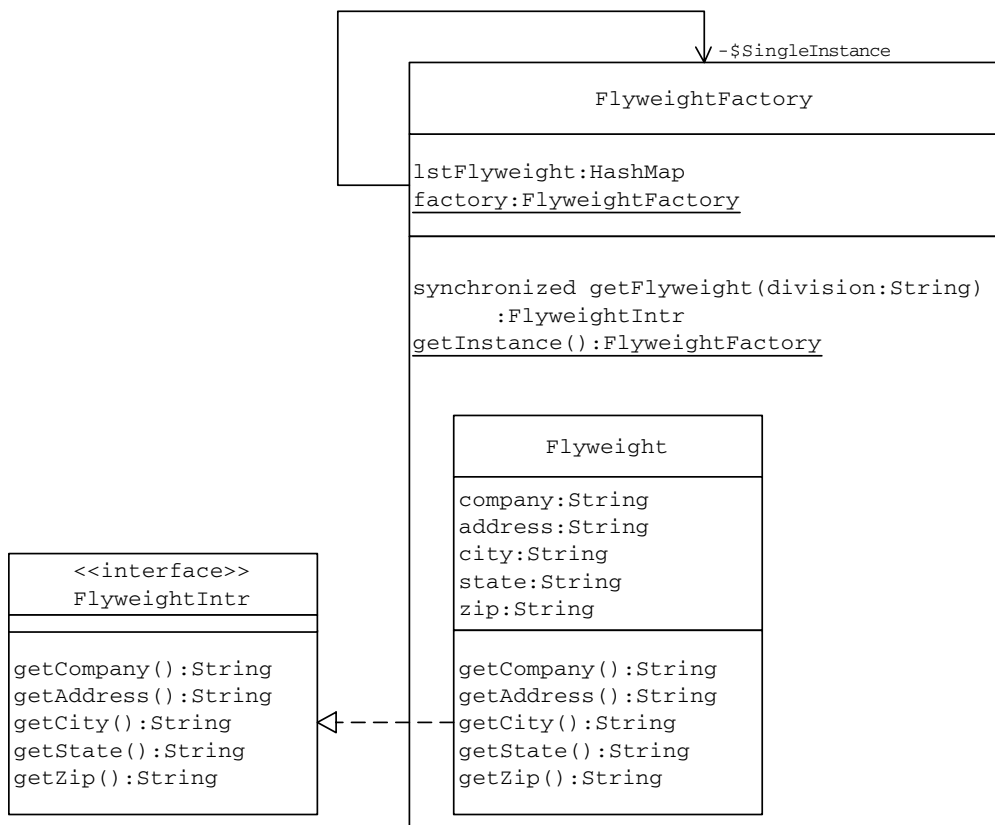 -$SingleInstance
FlyweightFactory
lstFlyweight:HashMap
factory:FlyweightFactory
synchronized getFlyweight(division:String)
:FlyweightIntr
getInstance():FlyweightFactory
Flyweight
company:String
address:String
city:String
state:String
zip:String
getCompany():String
getAddress():String
getCity():String
getState():String
getZip():String
<<interface>>
FlyweightIntr
getCompany():String
getAddress():String
getCity():String
getState():String
getZip():String